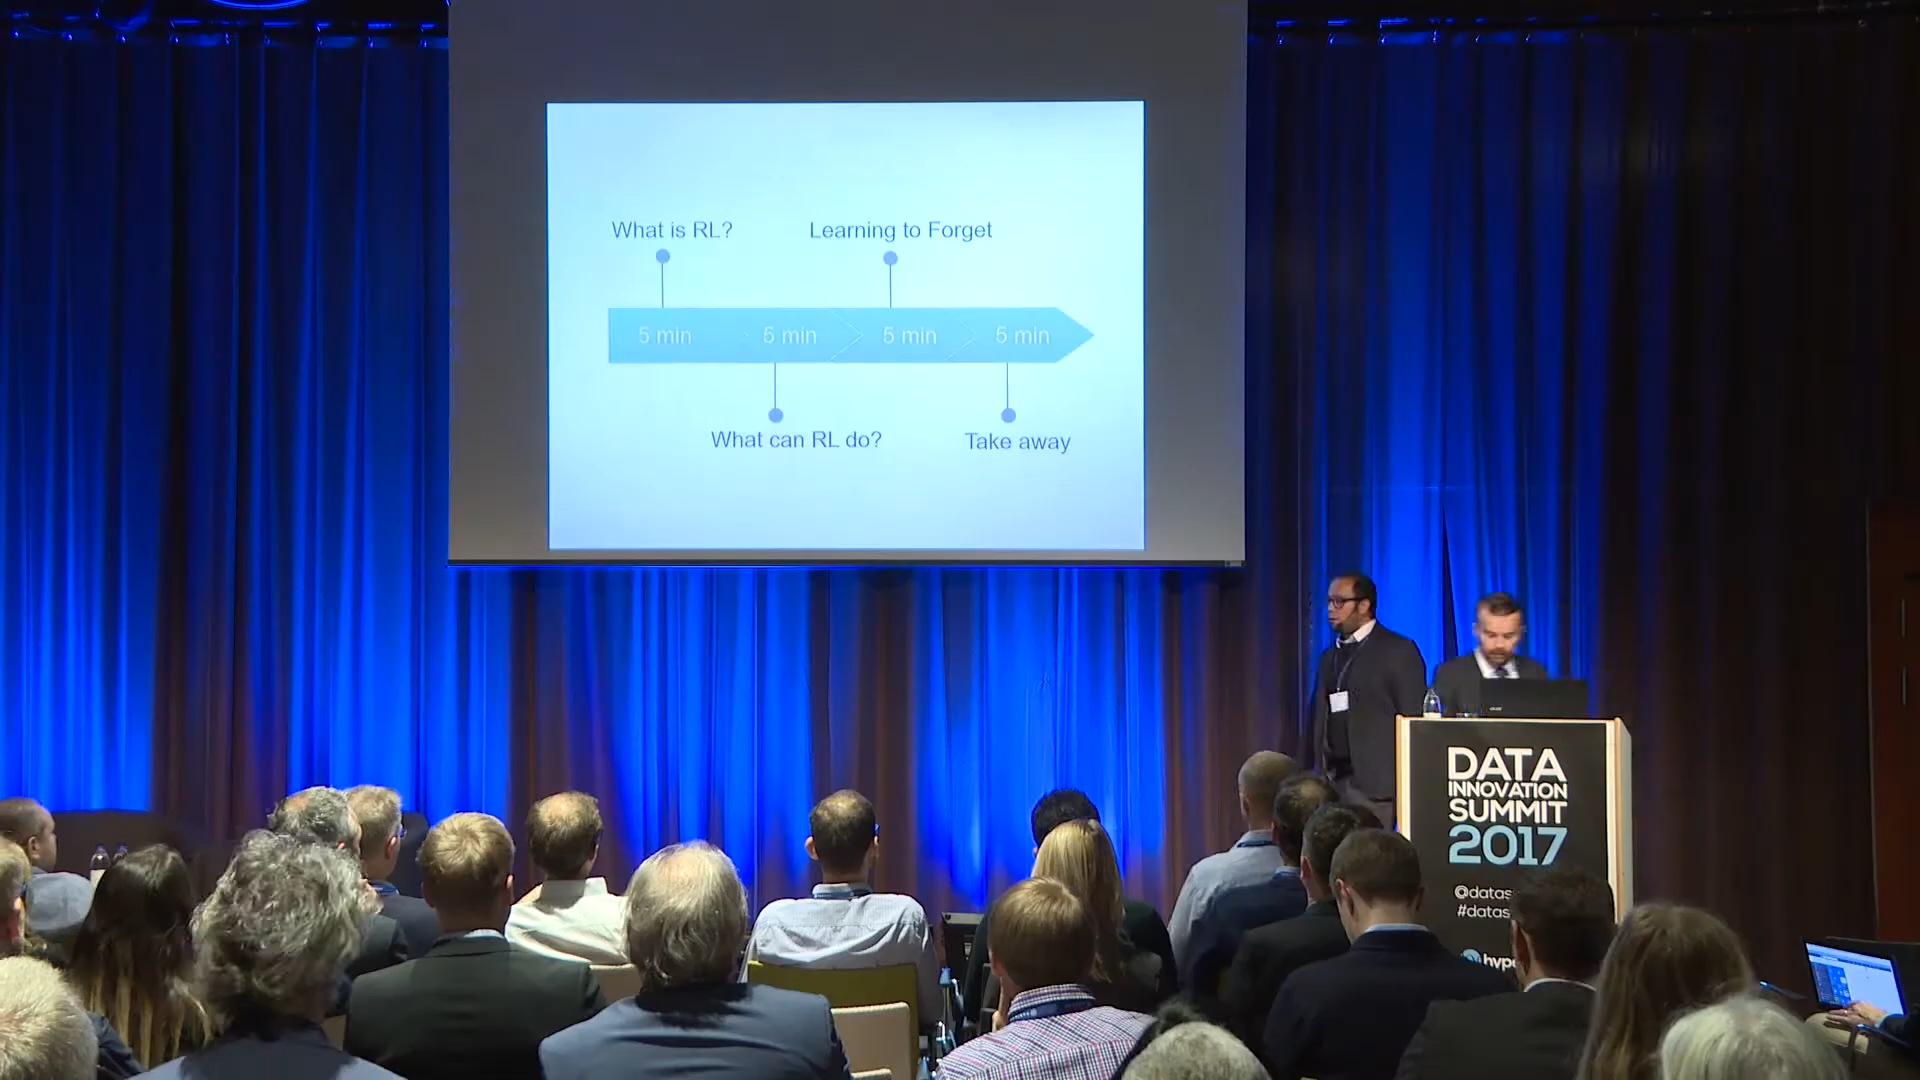 What is RL?
Learning to Forget
5 min
5 min
5 min
5 min
What can RL do?
Take away
DATA
INNOVATION
SUMMIT
2017